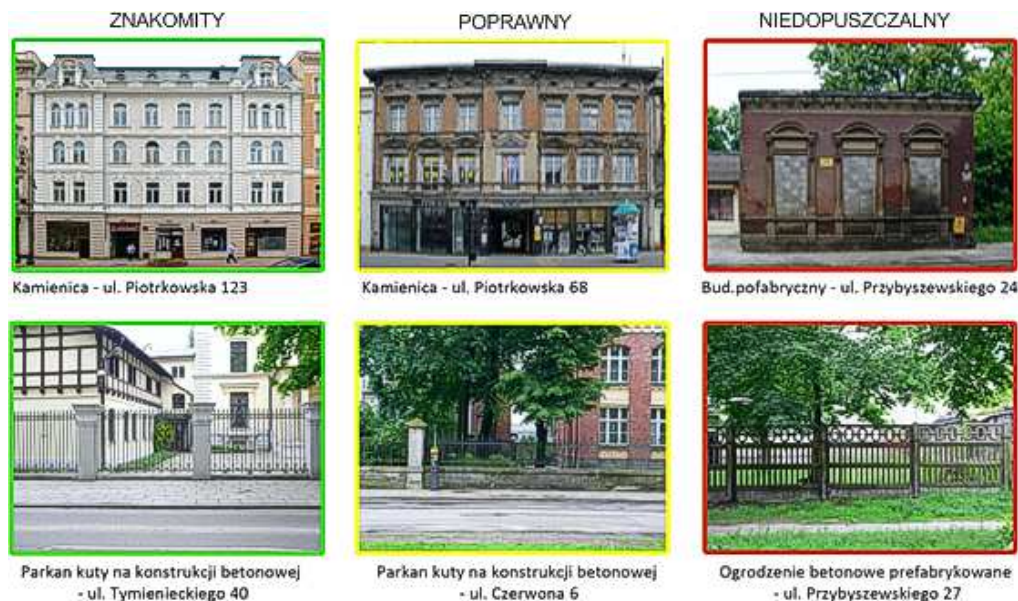 ZNAKOMITY
POPRAWNY
NIEDOPUSZCZALNY
Kamienica - ul. Piotrkowska 123
Kamienica - ul. Piotrkowska 68
Bud.pofabryczny - ul. Przybyszewskiego 24
Parkan kuty na konstrukcji betonowej
- ul. Tymienieckiego 40
Parkan kuty na konstrukcji betonowej
- ul. Czerwona 6
Ogrodzenie betonowe prefabrykowane
- ul. Przybyszewskiego 27